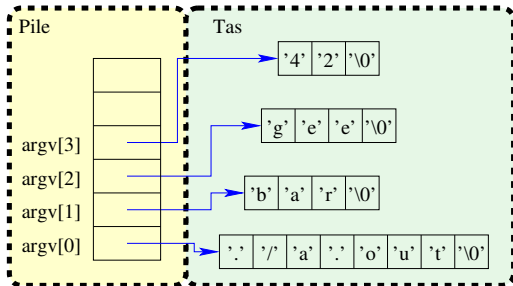 Pile Tas
'4' '2' '\0'
argv[3] 'g' 'e' 'e' '\0'
argv[2]
argv[1] 'b' 'a' 'r' '\0'
argv[0] '.' '/' 'a' '.' 'o' 'u' 't' '\0'